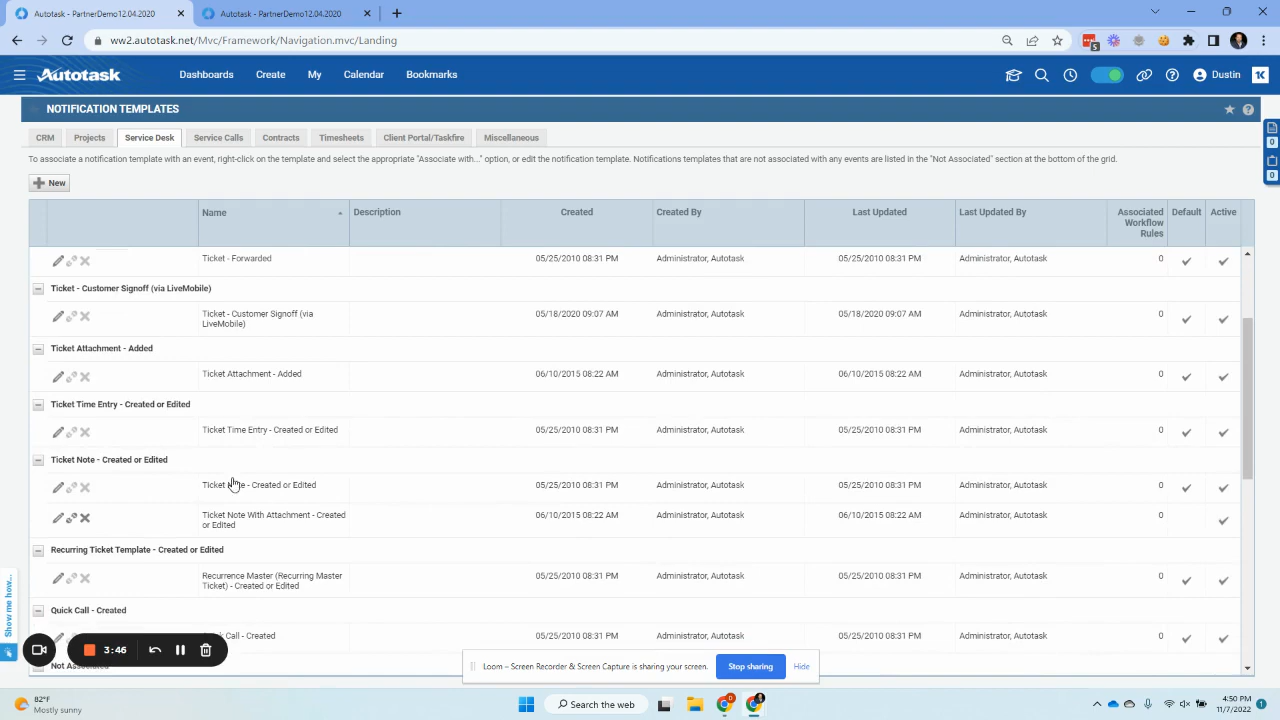 Autotask - PartnerDemo12.04.2020
Autotask - PartnerDemo12.04.2020
ww2.autotask.net/Mvc/Framework/Navigation.mvc/Landing
5
Autotask Dashboards Create My Calendar Bookmarks Dustin
NOTIFICATION TEMPLATES
CRM Projects Service Desk Service Calls Contracts Timesheets Client Portal/Taskfire Miscellaneous
0
To associate a notification template with an event, right-click on the template and select the appropriate "Associate with..." option, or edit the notification template. Notifications templates that are not associated with any events are listed in the "Not Associated" section at the bottom of the grid.
0
New
Name Description Created Created By Last Updated Last Updated By Associated Workflow Rules Default Active
Ticket - Forwarded 05/25/2010 08:31 PM Administrator, Autotask 05/25/2010 08:31 PM Administrator, Autotask 0
Ticket - Customer Signoff (via LiveMobile)
Ticket - Customer Signoff (via LiveMobile) 05/18/2020 09:07 AM Administrator, Autotask 05/18/2020 09:07 AM Administrator, Autotask 0
Ticket Attachment - Added
Ticket Attachment - Added 06/10/2015 08:22 AM Administrator, Autotask 06/10/2015 08:22 AM Administrator, Autotask 0
Ticket Time Entry - Created or Edited
Ticket Time Entry - Created or Edited 05/25/2010 08:31 PM Administrator, Autotask 05/25/2010 08:31 PM Administrator, Autotask 0
Ticket Note - Created or Edited
Ticket - Created or Edited 05/25/2010 08:31 PM Administrator, Autotask 05/25/2010 08:31 PM Administrator, Autotask 0
Ticket Note With Attachment - Created or Edited 06/10/2015 08:22 AM Administrator, Autotask 06/10/2015 08:22 AM Administrator, Autotask 0
Recurring Ticket Template - Created or Edited
Recurrence Master (Recurring Master Ticket) - Created or Edited 05/25/2010 08:31 PM Administrator, Autotask 05/25/2010 08:31 PM Administrator, Autotask 0
Quick Call - Created
Call - Created 05/25/2010 08:31 PM Administrator, Autotask 05/25/2010 08:31 PM Administrator, Autotask 0
Show me how...
3:46
Loom – Screen Recorder & Screen Capture is sharing your screen. Stop sharing Hide
82°F
Mostly sunny
Search the web
4:50 PM
11/7/2022